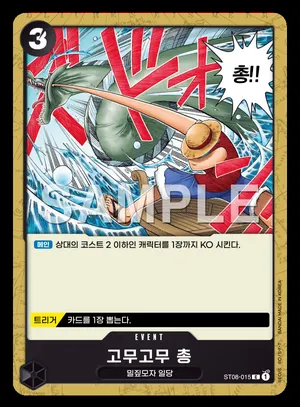 3
총!!
SAMPLE
메인 상대의 코스트 2 이하인 캐릭터를 1장까지 KO 시킨다.
트리거 카드를 1장 뽑는다.
EVENT
고무고무 총
밀짚모자 일당
ST08-015 C